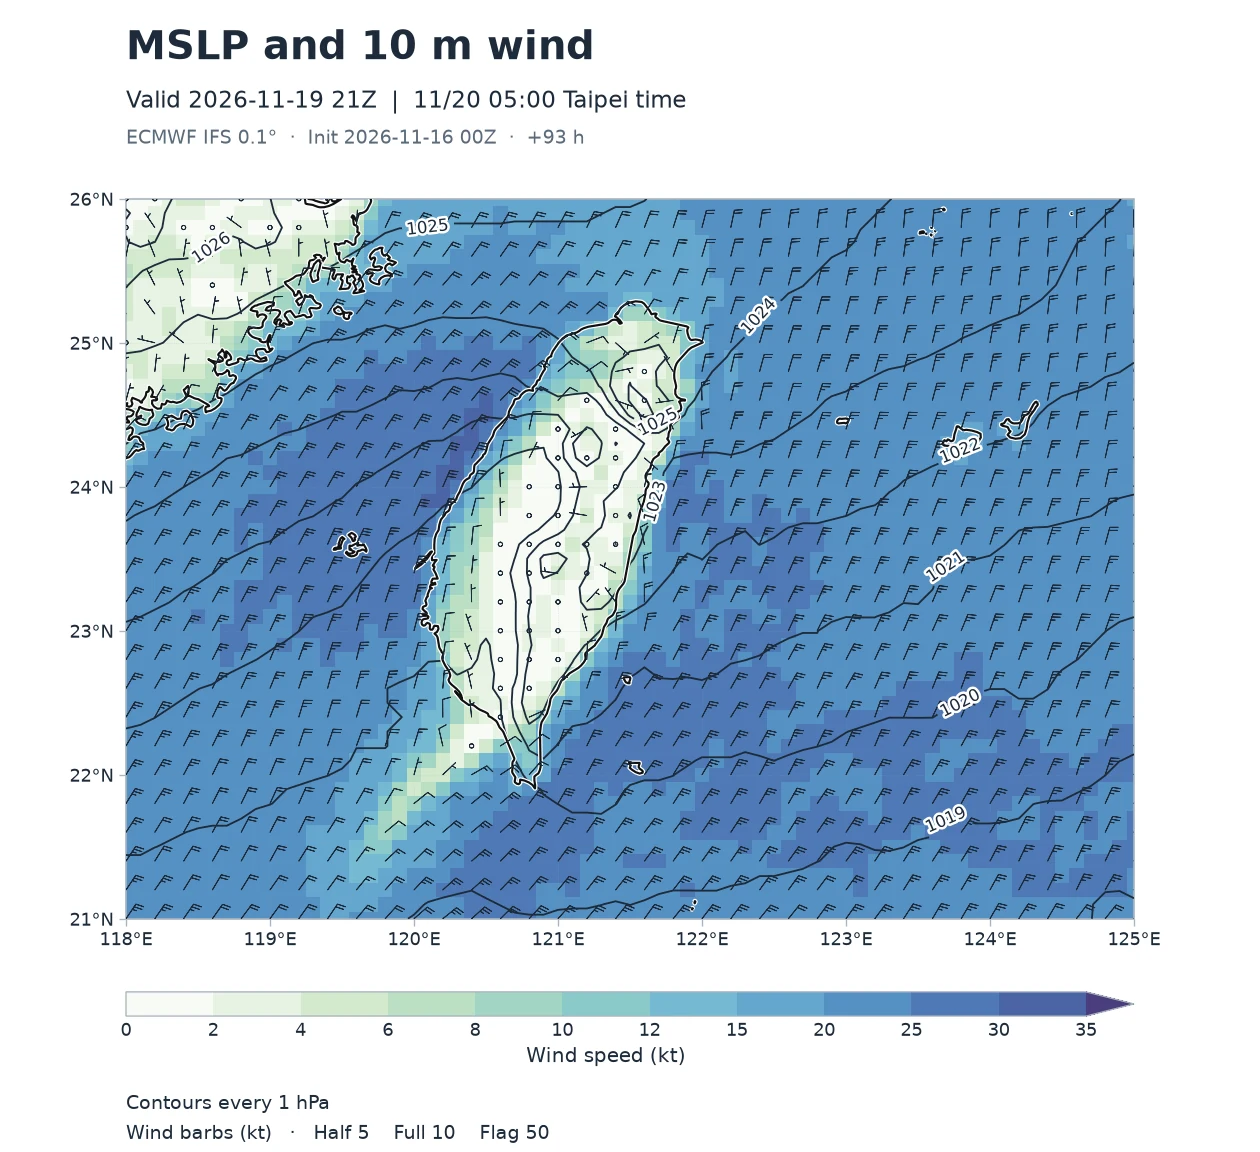 MSLP and 10 m wind
Valid 2026-11-19 21Z | 11/20 05:00 Taipei time
ECMWF IFS 0.1° · Init 2026-11-16 00Z · +93 h
26°N
25°N
24°N
23°N
22°N
21°N
1025
1026
1024
1025
1022
1023
1021
1020
1019
118°E 119°E 120°E 121°E 122°E 123°E 124°E 125°E
0 2 4 6 8 10 12 15 20 25 30 35
Wind speed (kt)
Contours every 1 hPa
Wind barbs (kt) · Half 5 Full 10 Flag 50